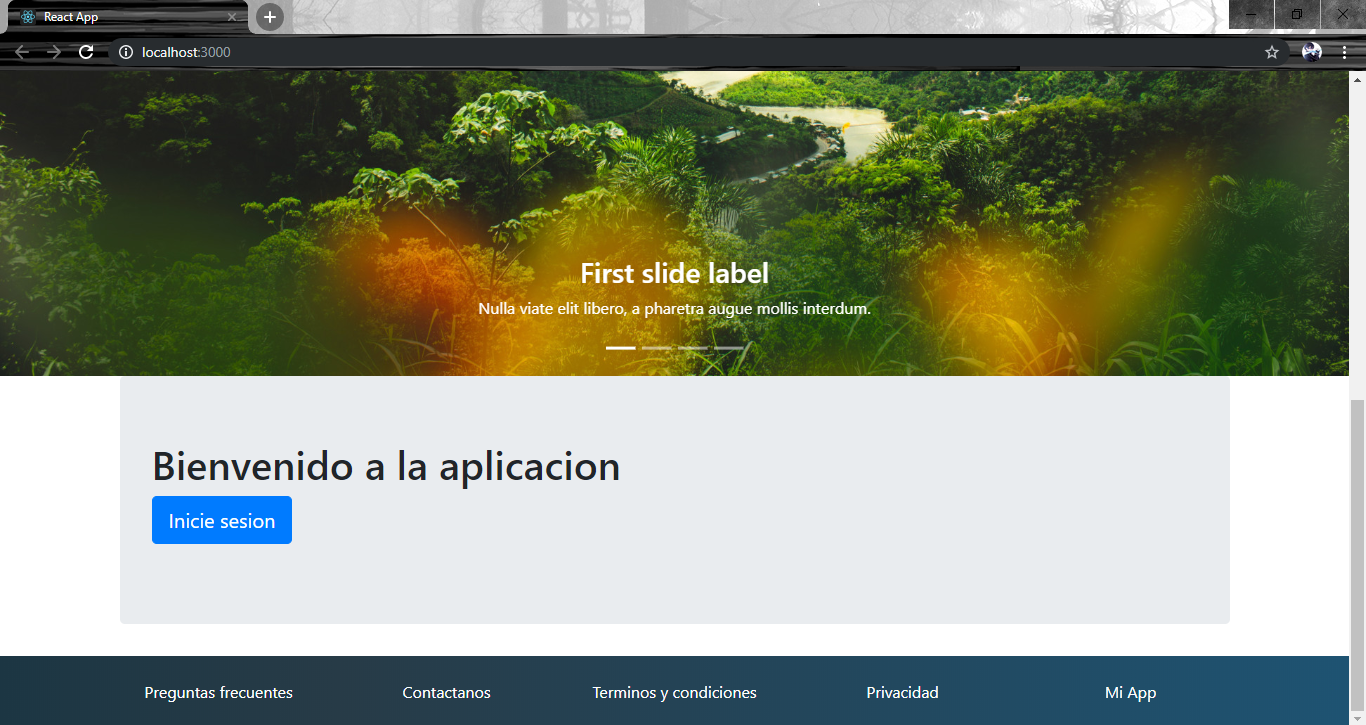 React App
localhost:3000
First slide label
Nulla viate elit libero, a pharetra augue mollis interdum.
Bienvenido a la aplicacion
Inicie sesion
Preguntas frecuentes Contactanos Terminos y condiciones Privacidad Mi App